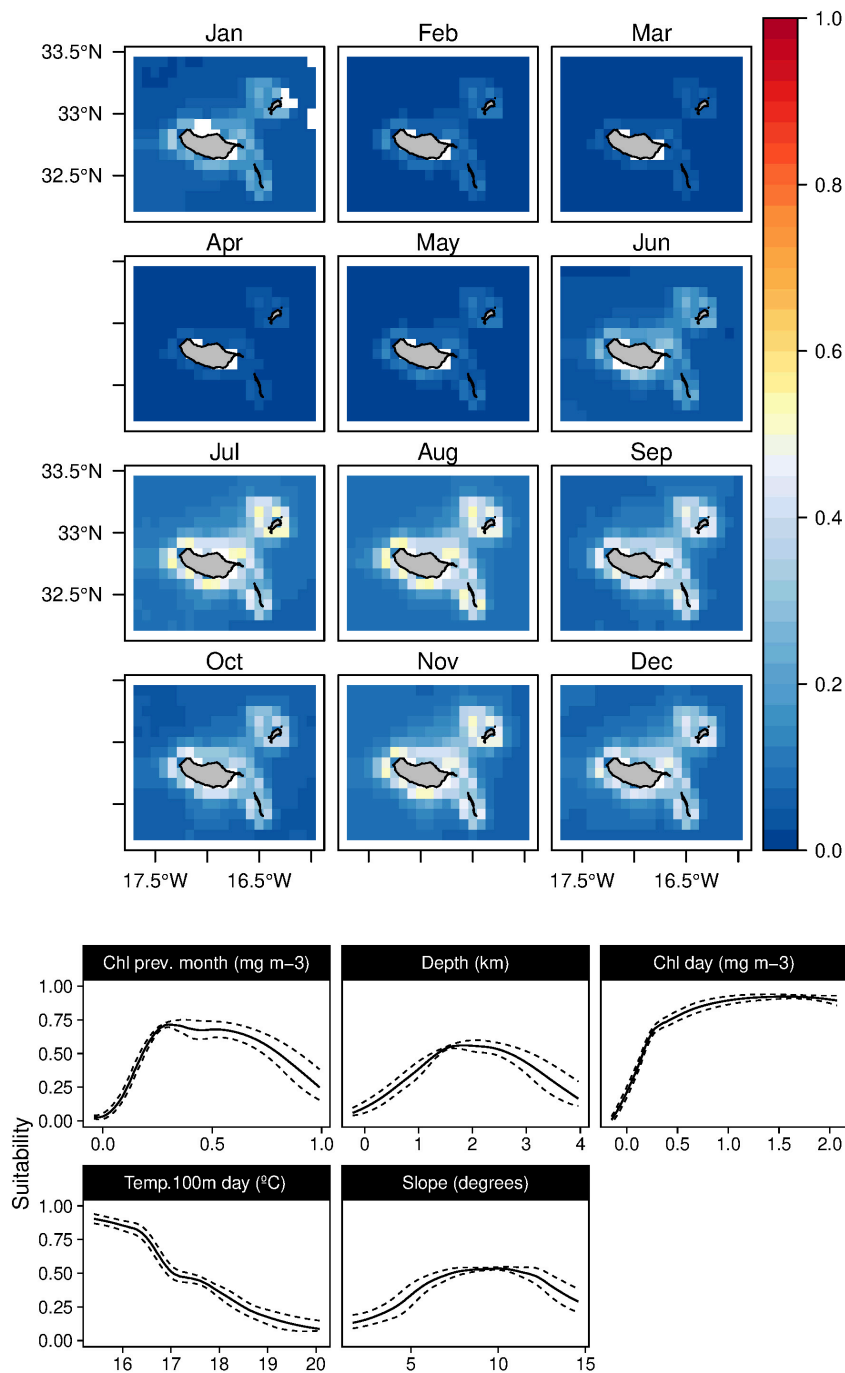 Jan Feb Mar
1.0
33.5°N
33°N
32.5°N
0.8
Apr May Jun
0.6
Jul Aug Sep
33.5°N
33°N
32.5°N
0.4
Oct Nov Dec
0.2
0.0
17.5°W 16.5°W 17.5°W 16.5°W
Chl prev. month (mg m−3) Depth (km) Chl day (mg m−3)
1.00
0.75
0.50
0.25
0.00
0.0 0.5 1.0 0 1 2 3 4 0.0 0.5 1.0 1.5 2.0
Suitability
Temp.100m day (ºC) Slope (degrees)
1.00
0.75
0.50
0.25
0.00
16 17 18 19 20 5 10 15